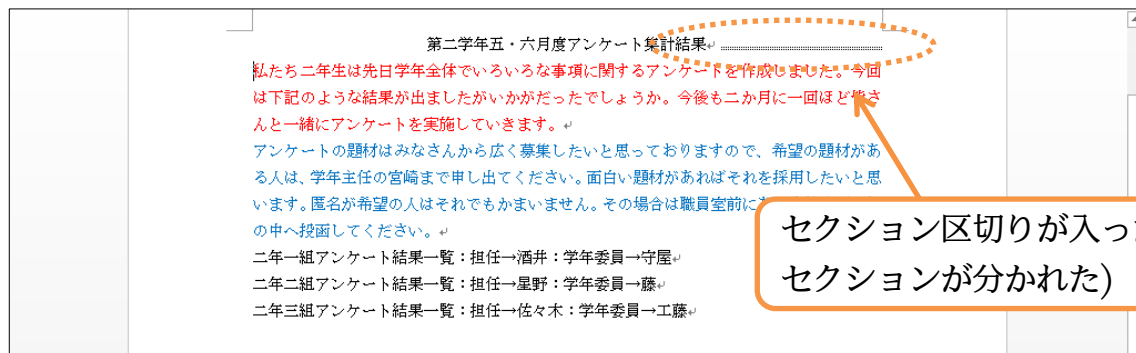 第二学年五・六月度アンケート集計結果
私たち二年生は先日学年全体でいろいろな事項に関するアンケートを作成しました。今回
は下記のような結果が出ましたがいかがだったでしょうか。今後も二か月に一回ほど皆さ
んと一緒にアンケートを実施していきます。
アンケートの題材はみなさんから広く募集したいと思っておりますので、希望の題材があ
る人は、学年主任の宮崎まで申し出てください。面白い題材があればそれを採用したいと思
います。匿名が希望の人はそれでもかまいません。その場合は職員室前に
の中へ投函してください。
二年一組アンケート結果一覧：担任→酒井：学年委員→守屋
二年二組アンケート結果一覧：担任→星野：学年委員→藤
二年三組アンケート結果一覧：担任→佐々木：学年委員→工藤
セクション区切りが入っ
セクションが分かれた)